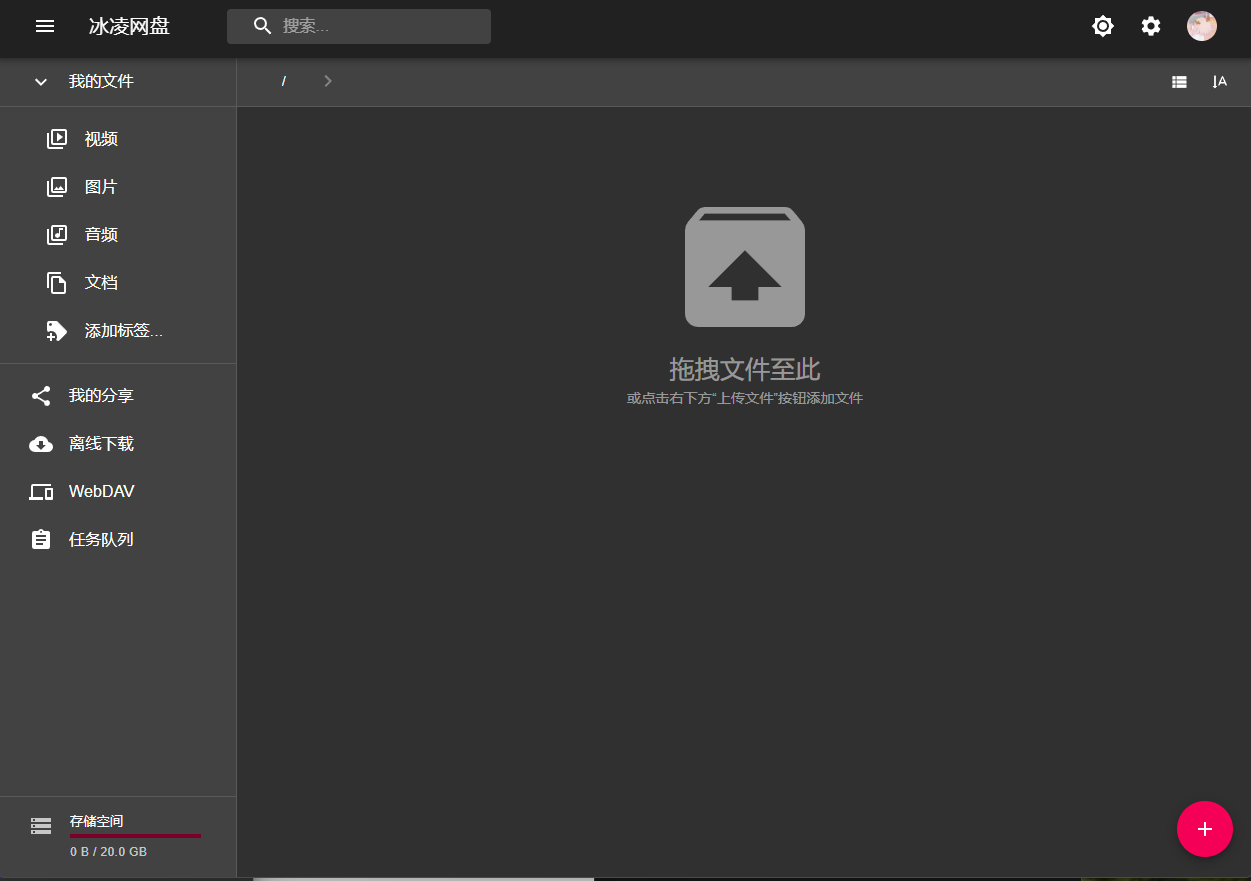 冰凌网盘
搜索...
我的文件
/
视频
图片
音频
文档
添加标签...
我的分享
离线下载
WebDAV
任务队列
拖拽文件至此
或点击右下方“上传文件”按钮添加文件
存储空间
0 B / 20.0 GB